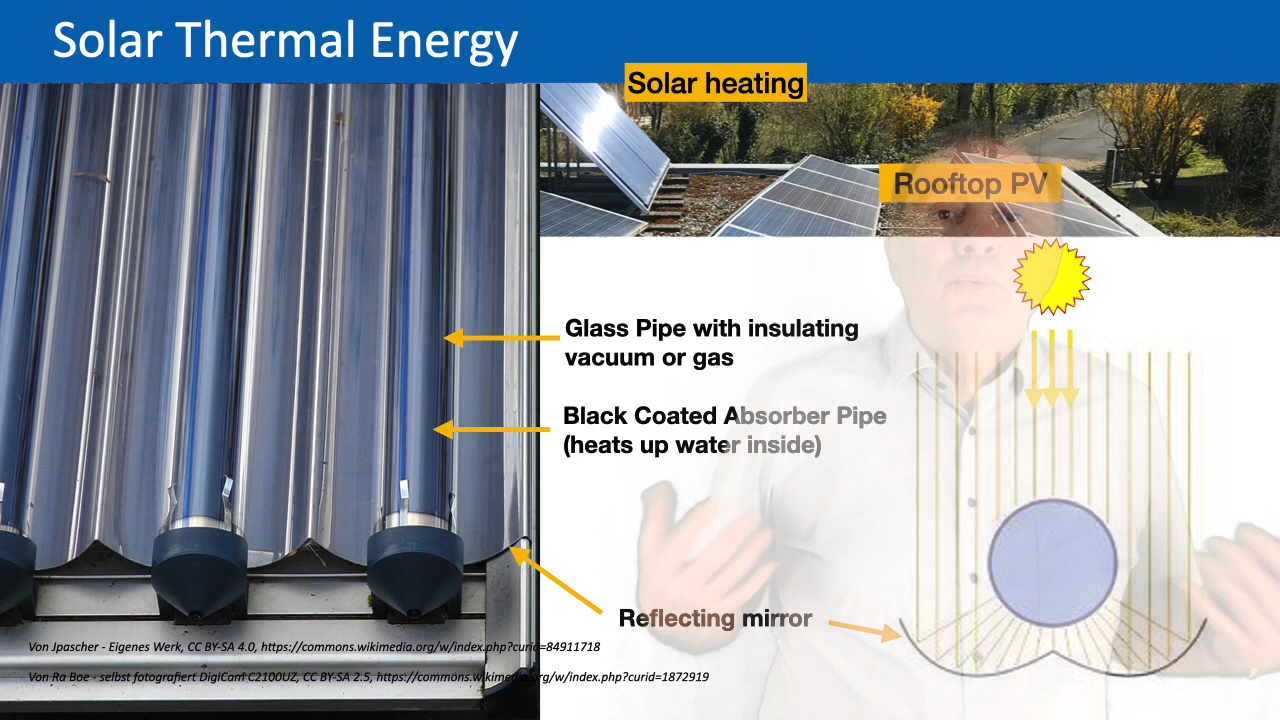 Solar Thermal Energy
Solar heating
Rooftop PV
Glass Pipe with insulating
vacuum or gas
Black Coated Absorber Pipe
(heats up water inside)
Reflecting mirror
Von Jpascher - Eigenes Werk, CC BY-SA 4.0, https://commons.wikimedia.org/w/index.php?curid=84911718
Von Ra Boe - selbst fotografiert DigiCam C2100UZ, CC BY-SA 2.5, https://commons.wikimedia.org/w/index.php?curid=1872919